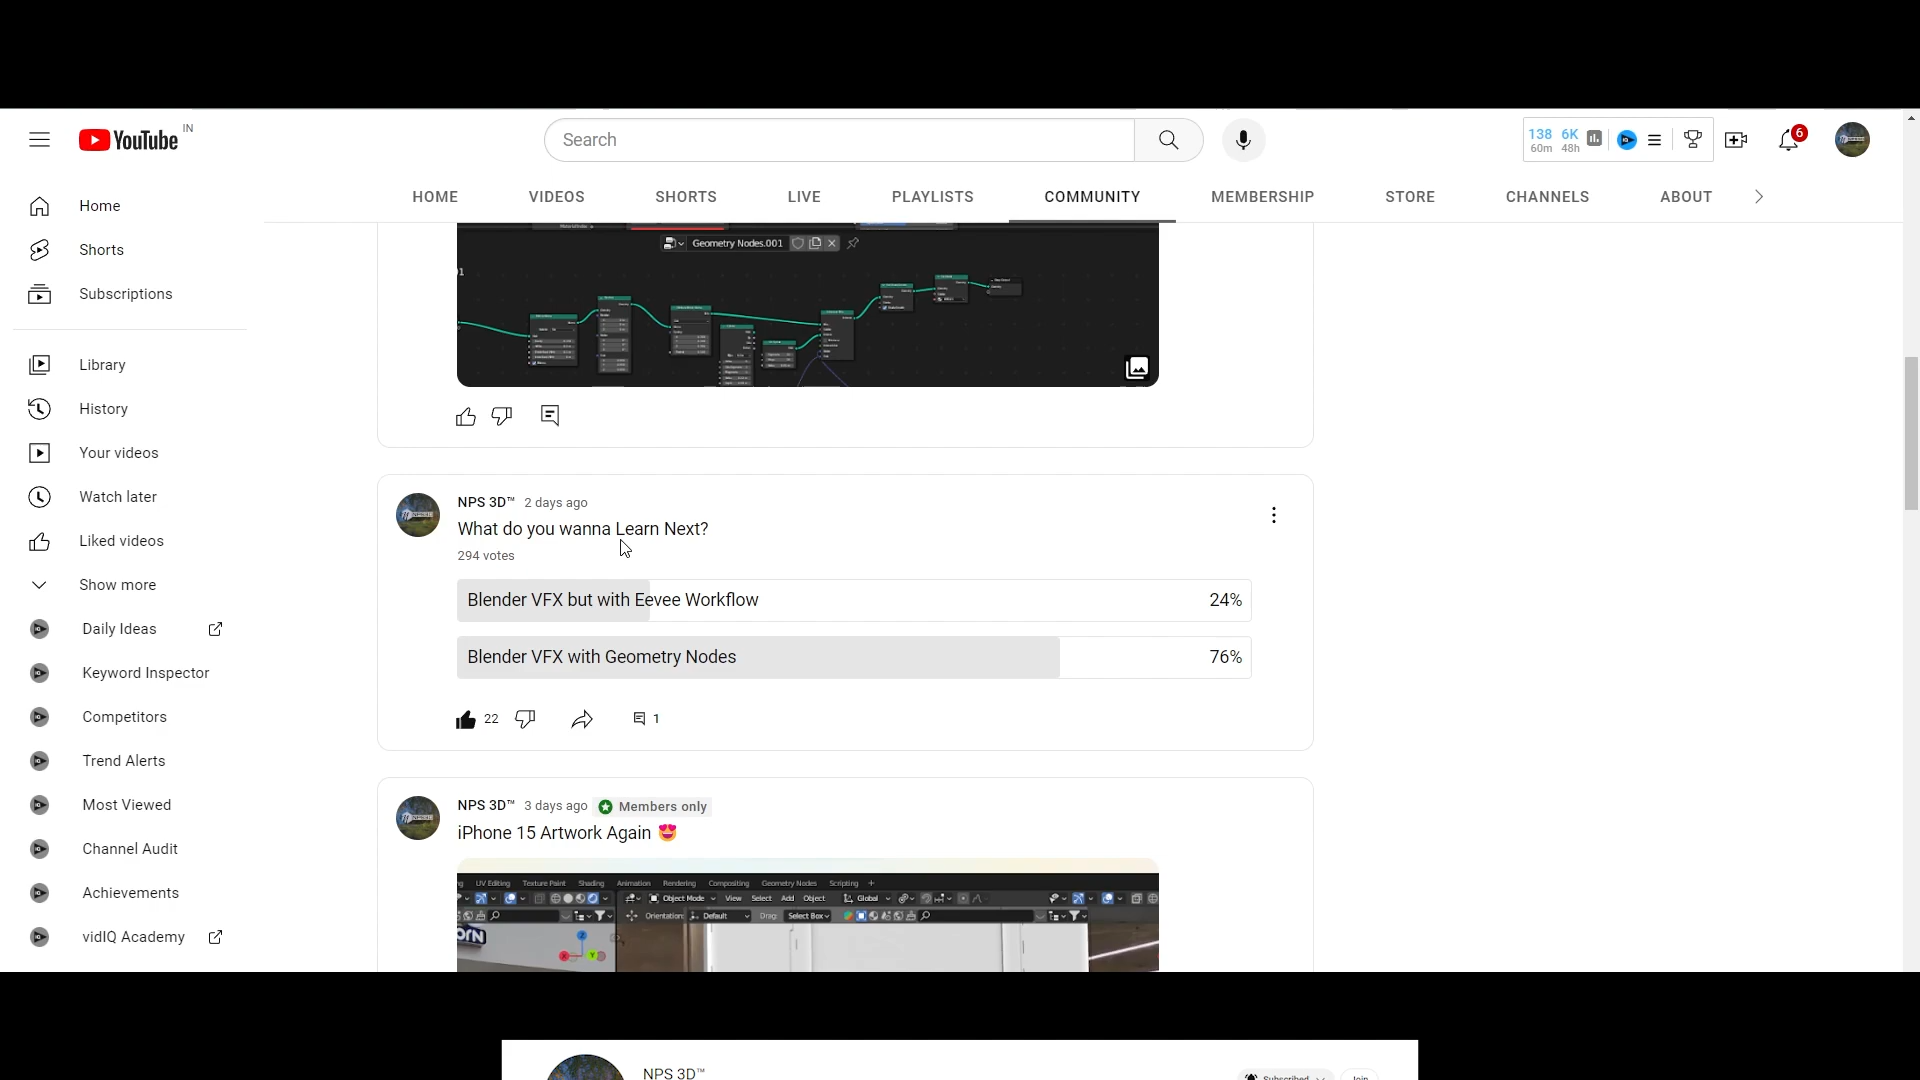 YouTube IN
Search
138 6K
60m 48h
6
HOME VIDEOS SHORTS LIVE PLAYLISTS COMMUNITY MEMBERSHIP STORE CHANNELS ABOUT
Home
Shorts
Subscriptions
Library
History
Your videos
Watch later
Liked videos
Show more
Daily Ideas
Keyword Inspector
Competitors
Trend Alerts
Most Viewed
Channel Audit
Achievements
vidIQ Academy
Geometry Nodes.001
NPS 3D™ 2 days ago
What do you wanna Learn Next?
294 votes
Blender VFX but with Eevee Workflow 24%
Blender VFX with Geometry Nodes 76%
22 1
NPS 3D™ 3 days ago Members only
iPhone 15 Artwork Again 😍
UV Editing Texture Paint Shading Animation Rendering Compositing Geometry Nodes Scripting +
Object Mode View Select Add Object Global
Orientation: Default Drag: Select Box
NPS 3D™
Subscribed Join